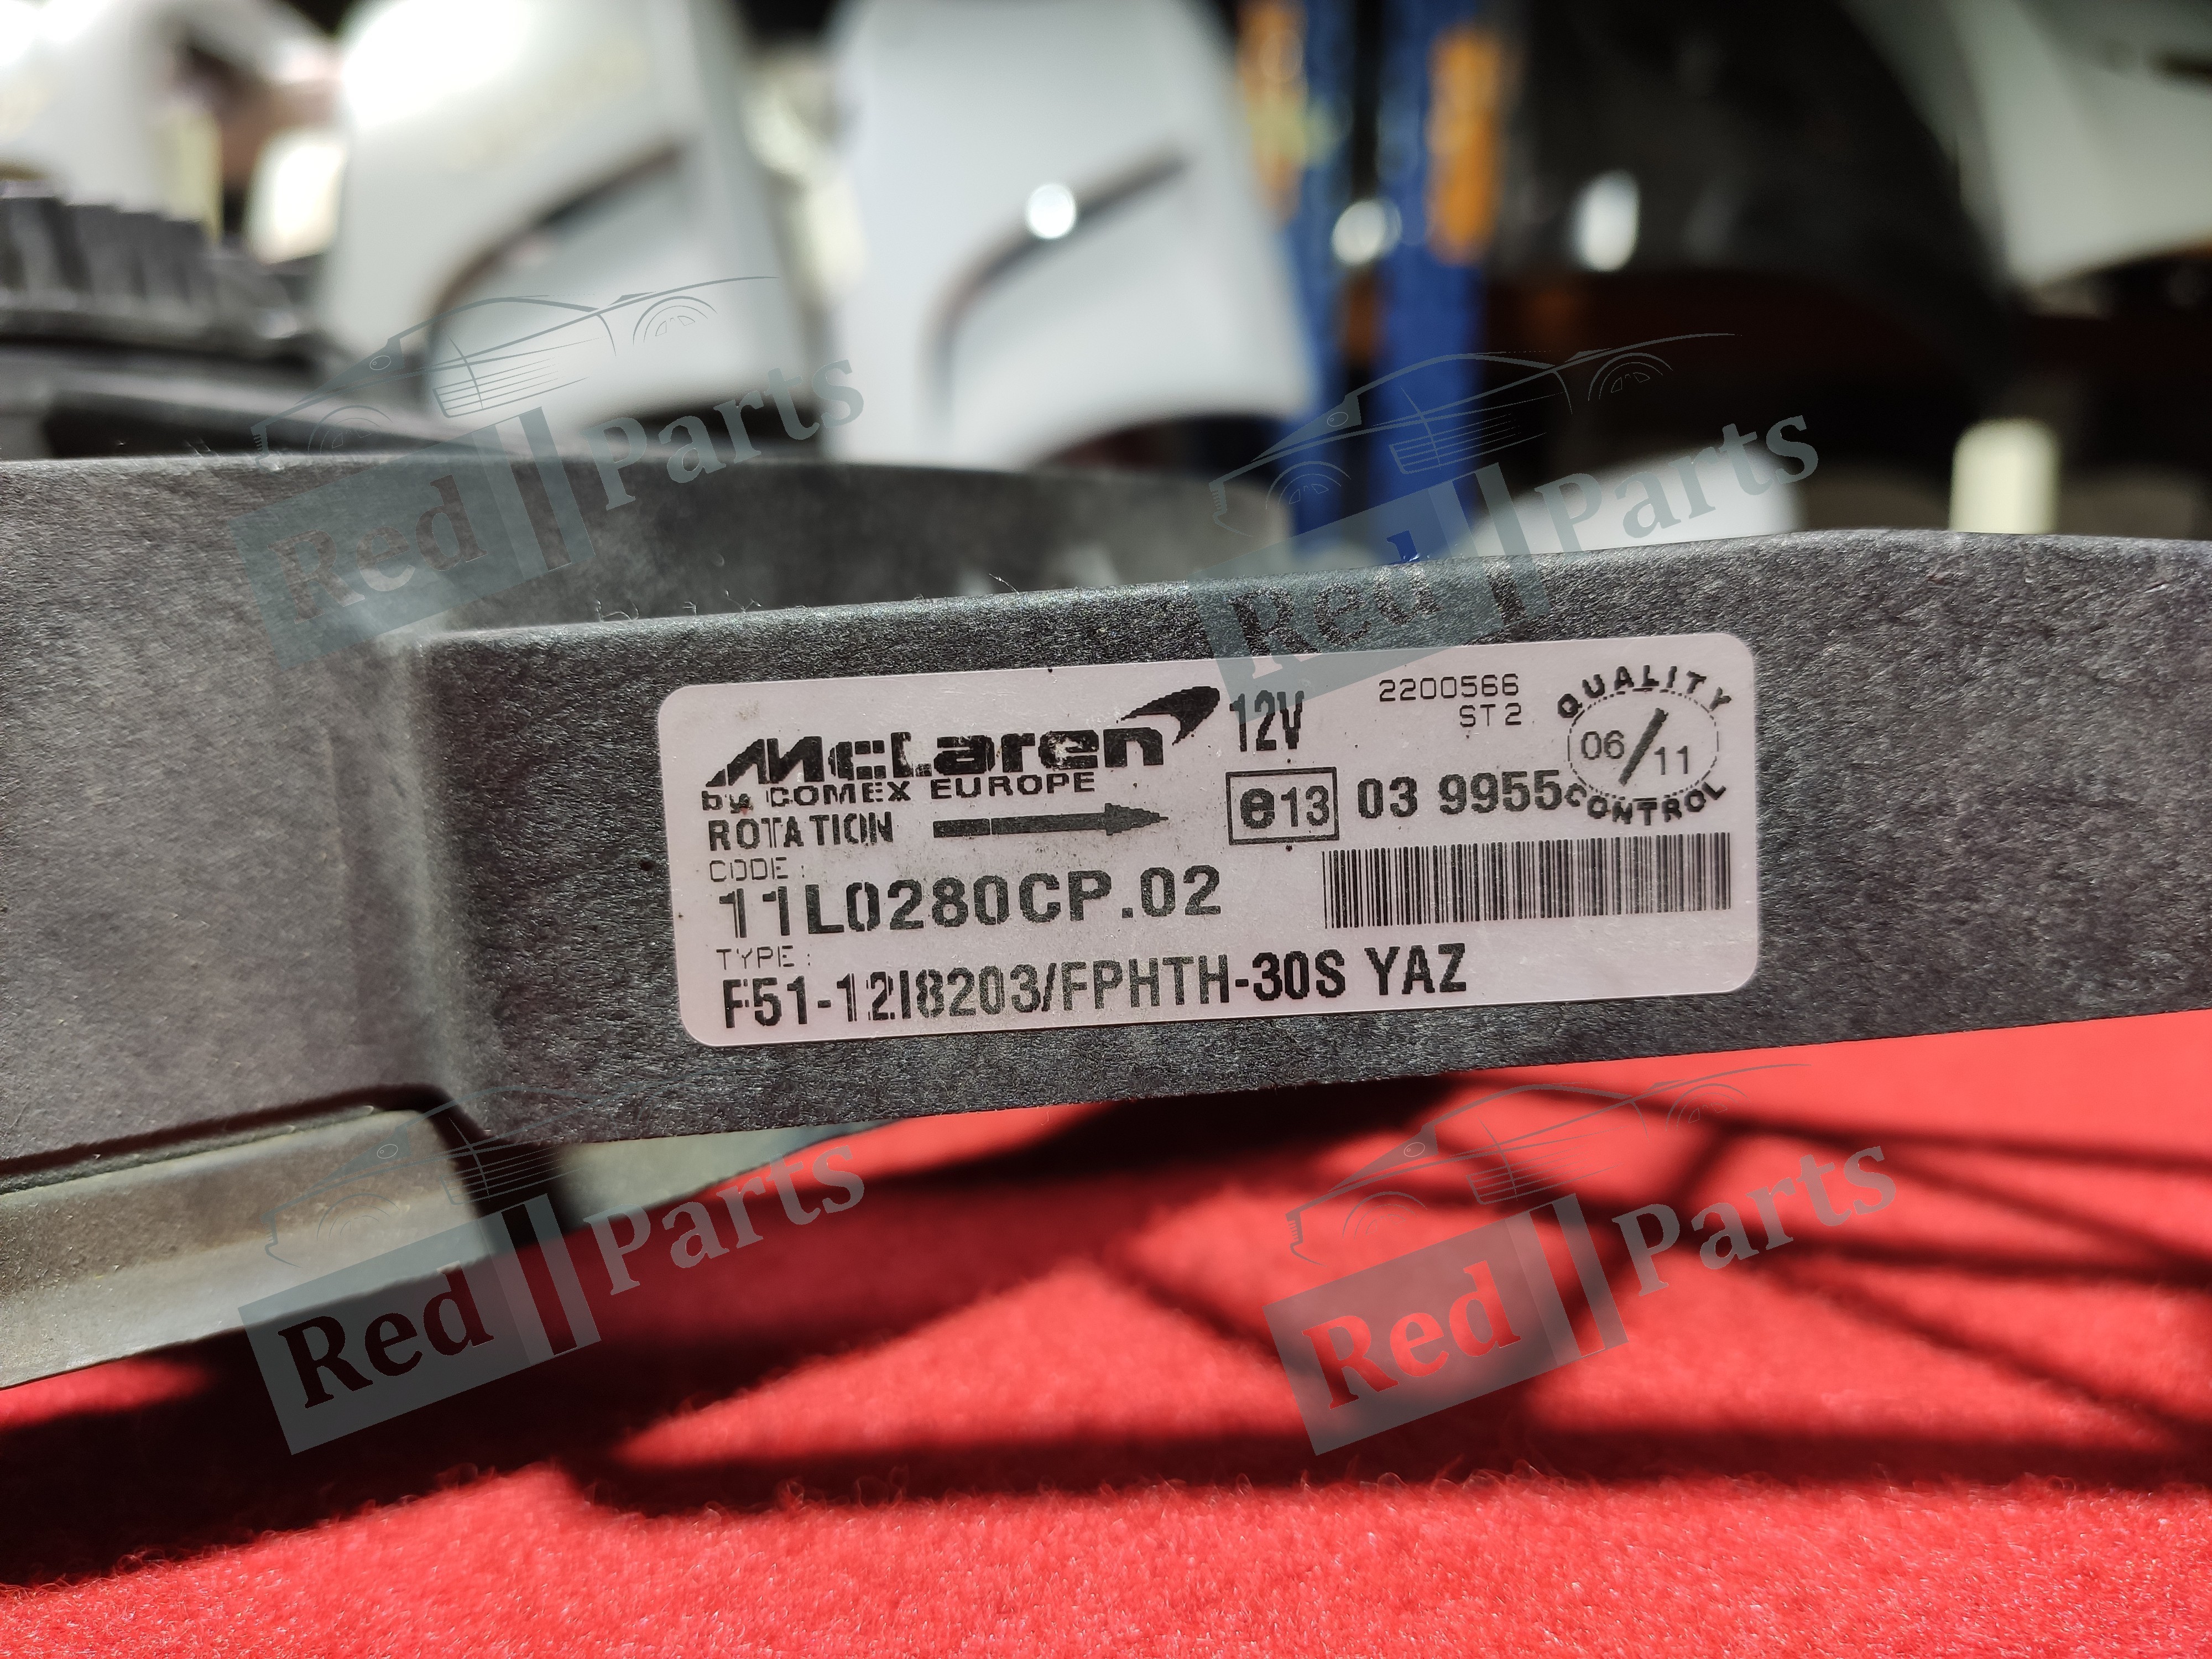 Red Parts
Red Parts
McLaren
by COMEX EUROPE
ROTATION
12V
2200566
ST2
QUALITY
06/11
CONTROL
e13
03 9955
CODE:
11L0280CP.02
TYPE:
F51-12I8203/FPHTH-30S YAZ
Red Parts
Red Parts